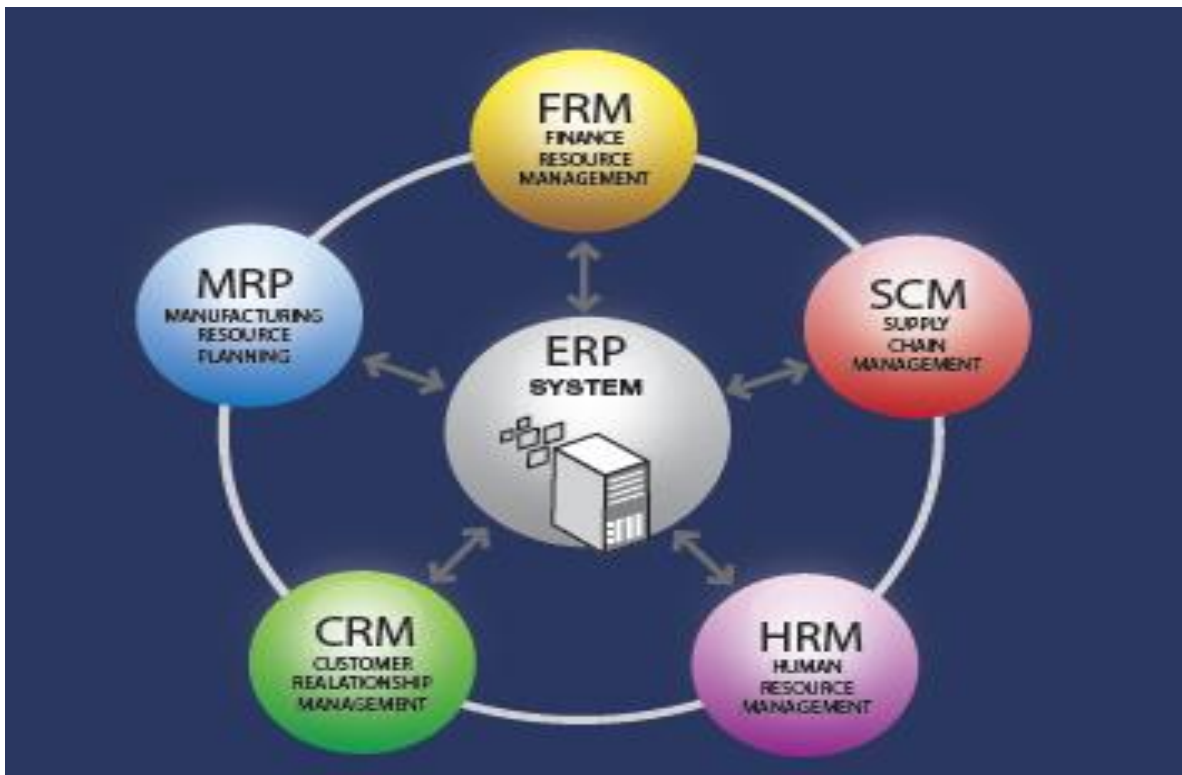 FRM
FINANCE
RESOURCE
MANAGEMENT
MRP
MANUFACTURING
RESOURCE
PLANNING
SCM
SUPPLY
CHAIN
MANAGEMENT
ERP
SYSTEM
CRM
CUSTOMER
REALATIONSHIP
MANAGEMENT
HRM
HUMAN
RESOURCE
MANAGEMENT